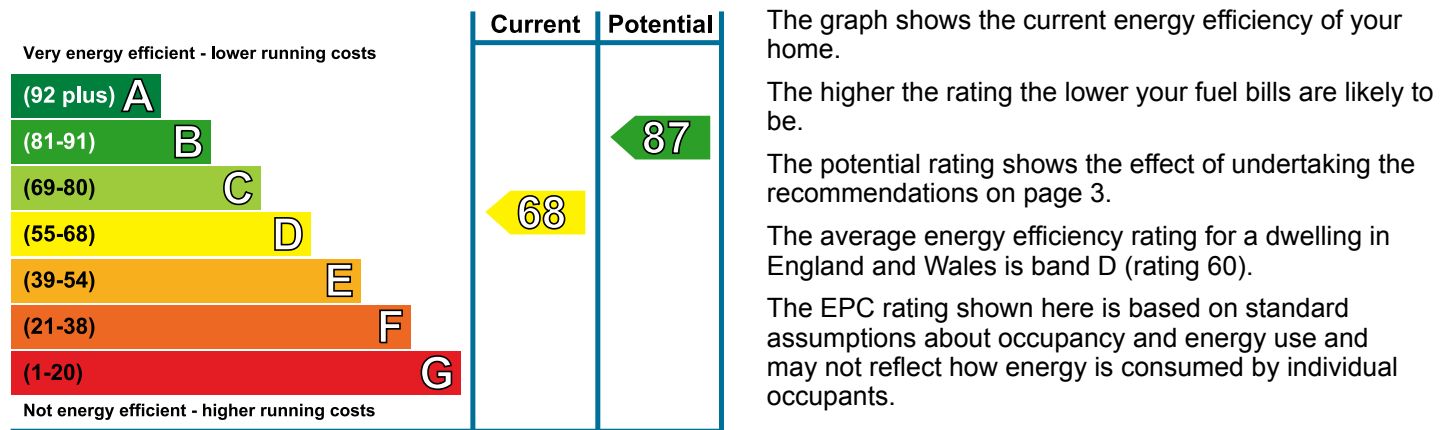 Current Potential
Very energy efficient - lower running costs
(92 plus) A
(81-91) B
87
(69-80) C
68
(55-68) D
(39-54) E
(21-38) F
(1-20) G
Not energy efficient - higher running costs
The graph shows the current energy efficiency of your
home.
The higher the rating the lower your fuel bills are likely to
be.
The potential rating shows the effect of undertaking the
recommendations on page 3.
The average energy efficiency rating for a dwelling in
England and Wales is band D (rating 60).
The EPC rating shown here is based on standard
assumptions about occupancy and energy use and
may not reflect how energy is consumed by individual
occupants.